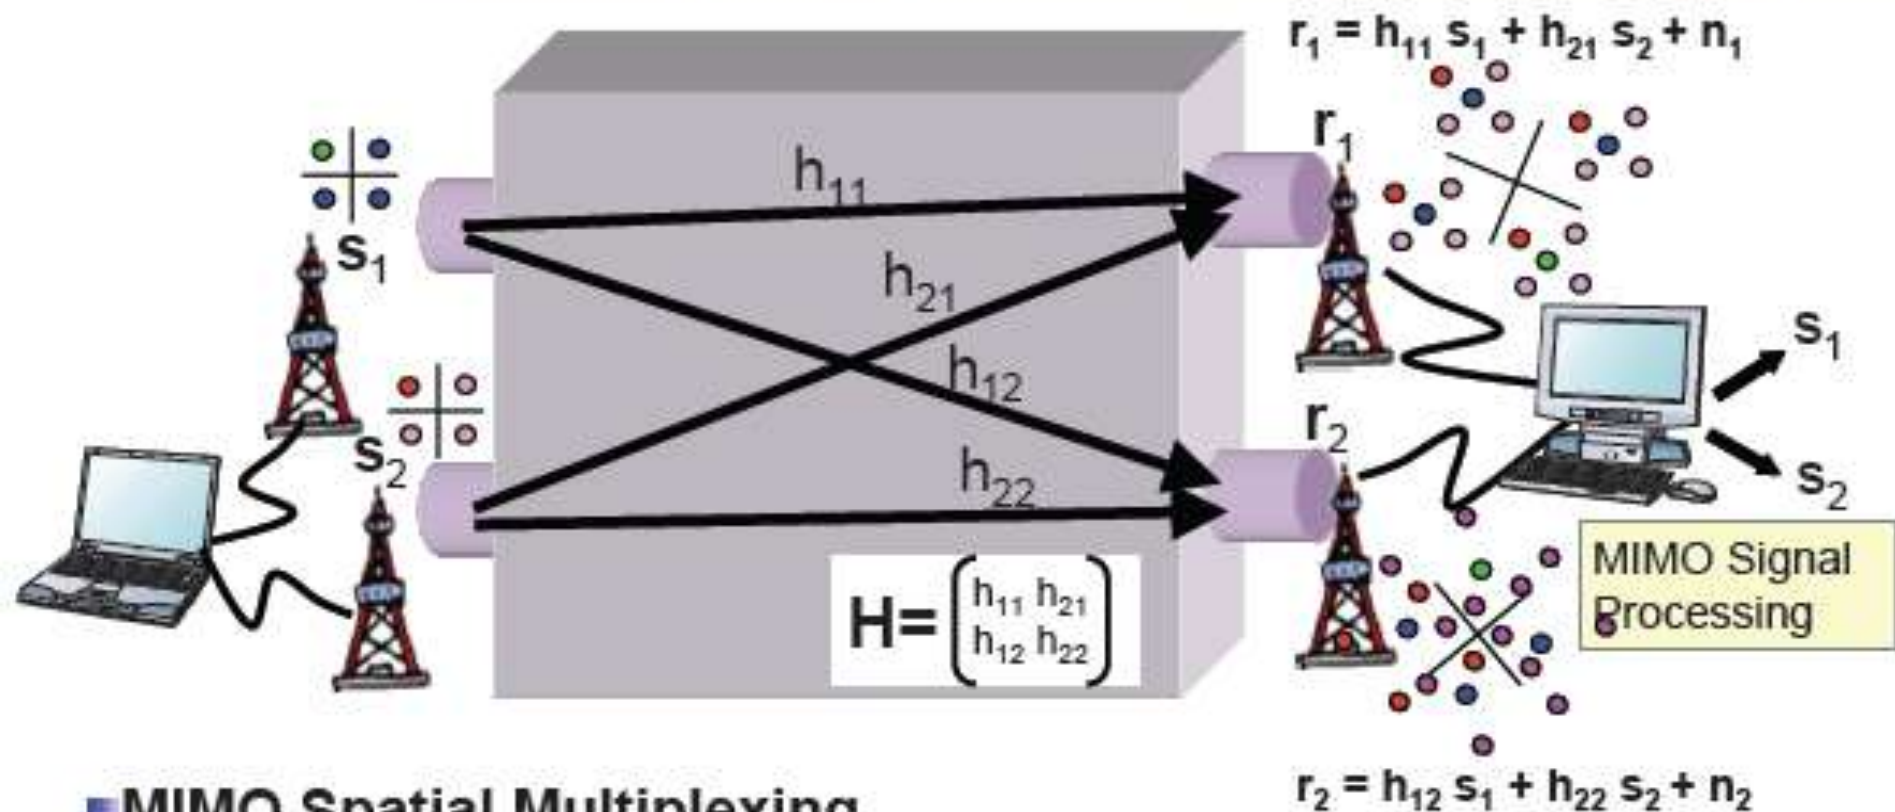 r₁ = h₁₁ s₁ + h₂₁ s₂ + n₁
r₁
h₁₁
s₁
h₂₁
s₁
h₁₂
r₂
s₂
h₂₂
s₂
MIMO Signal
Processing
H= ( h₁₁ h₂₁
h₁₂ h₂₂ )
r₂ = h₁₂ s₁ + h₂₂ s₂ + n₂
MIMO Spatial Multiplexing